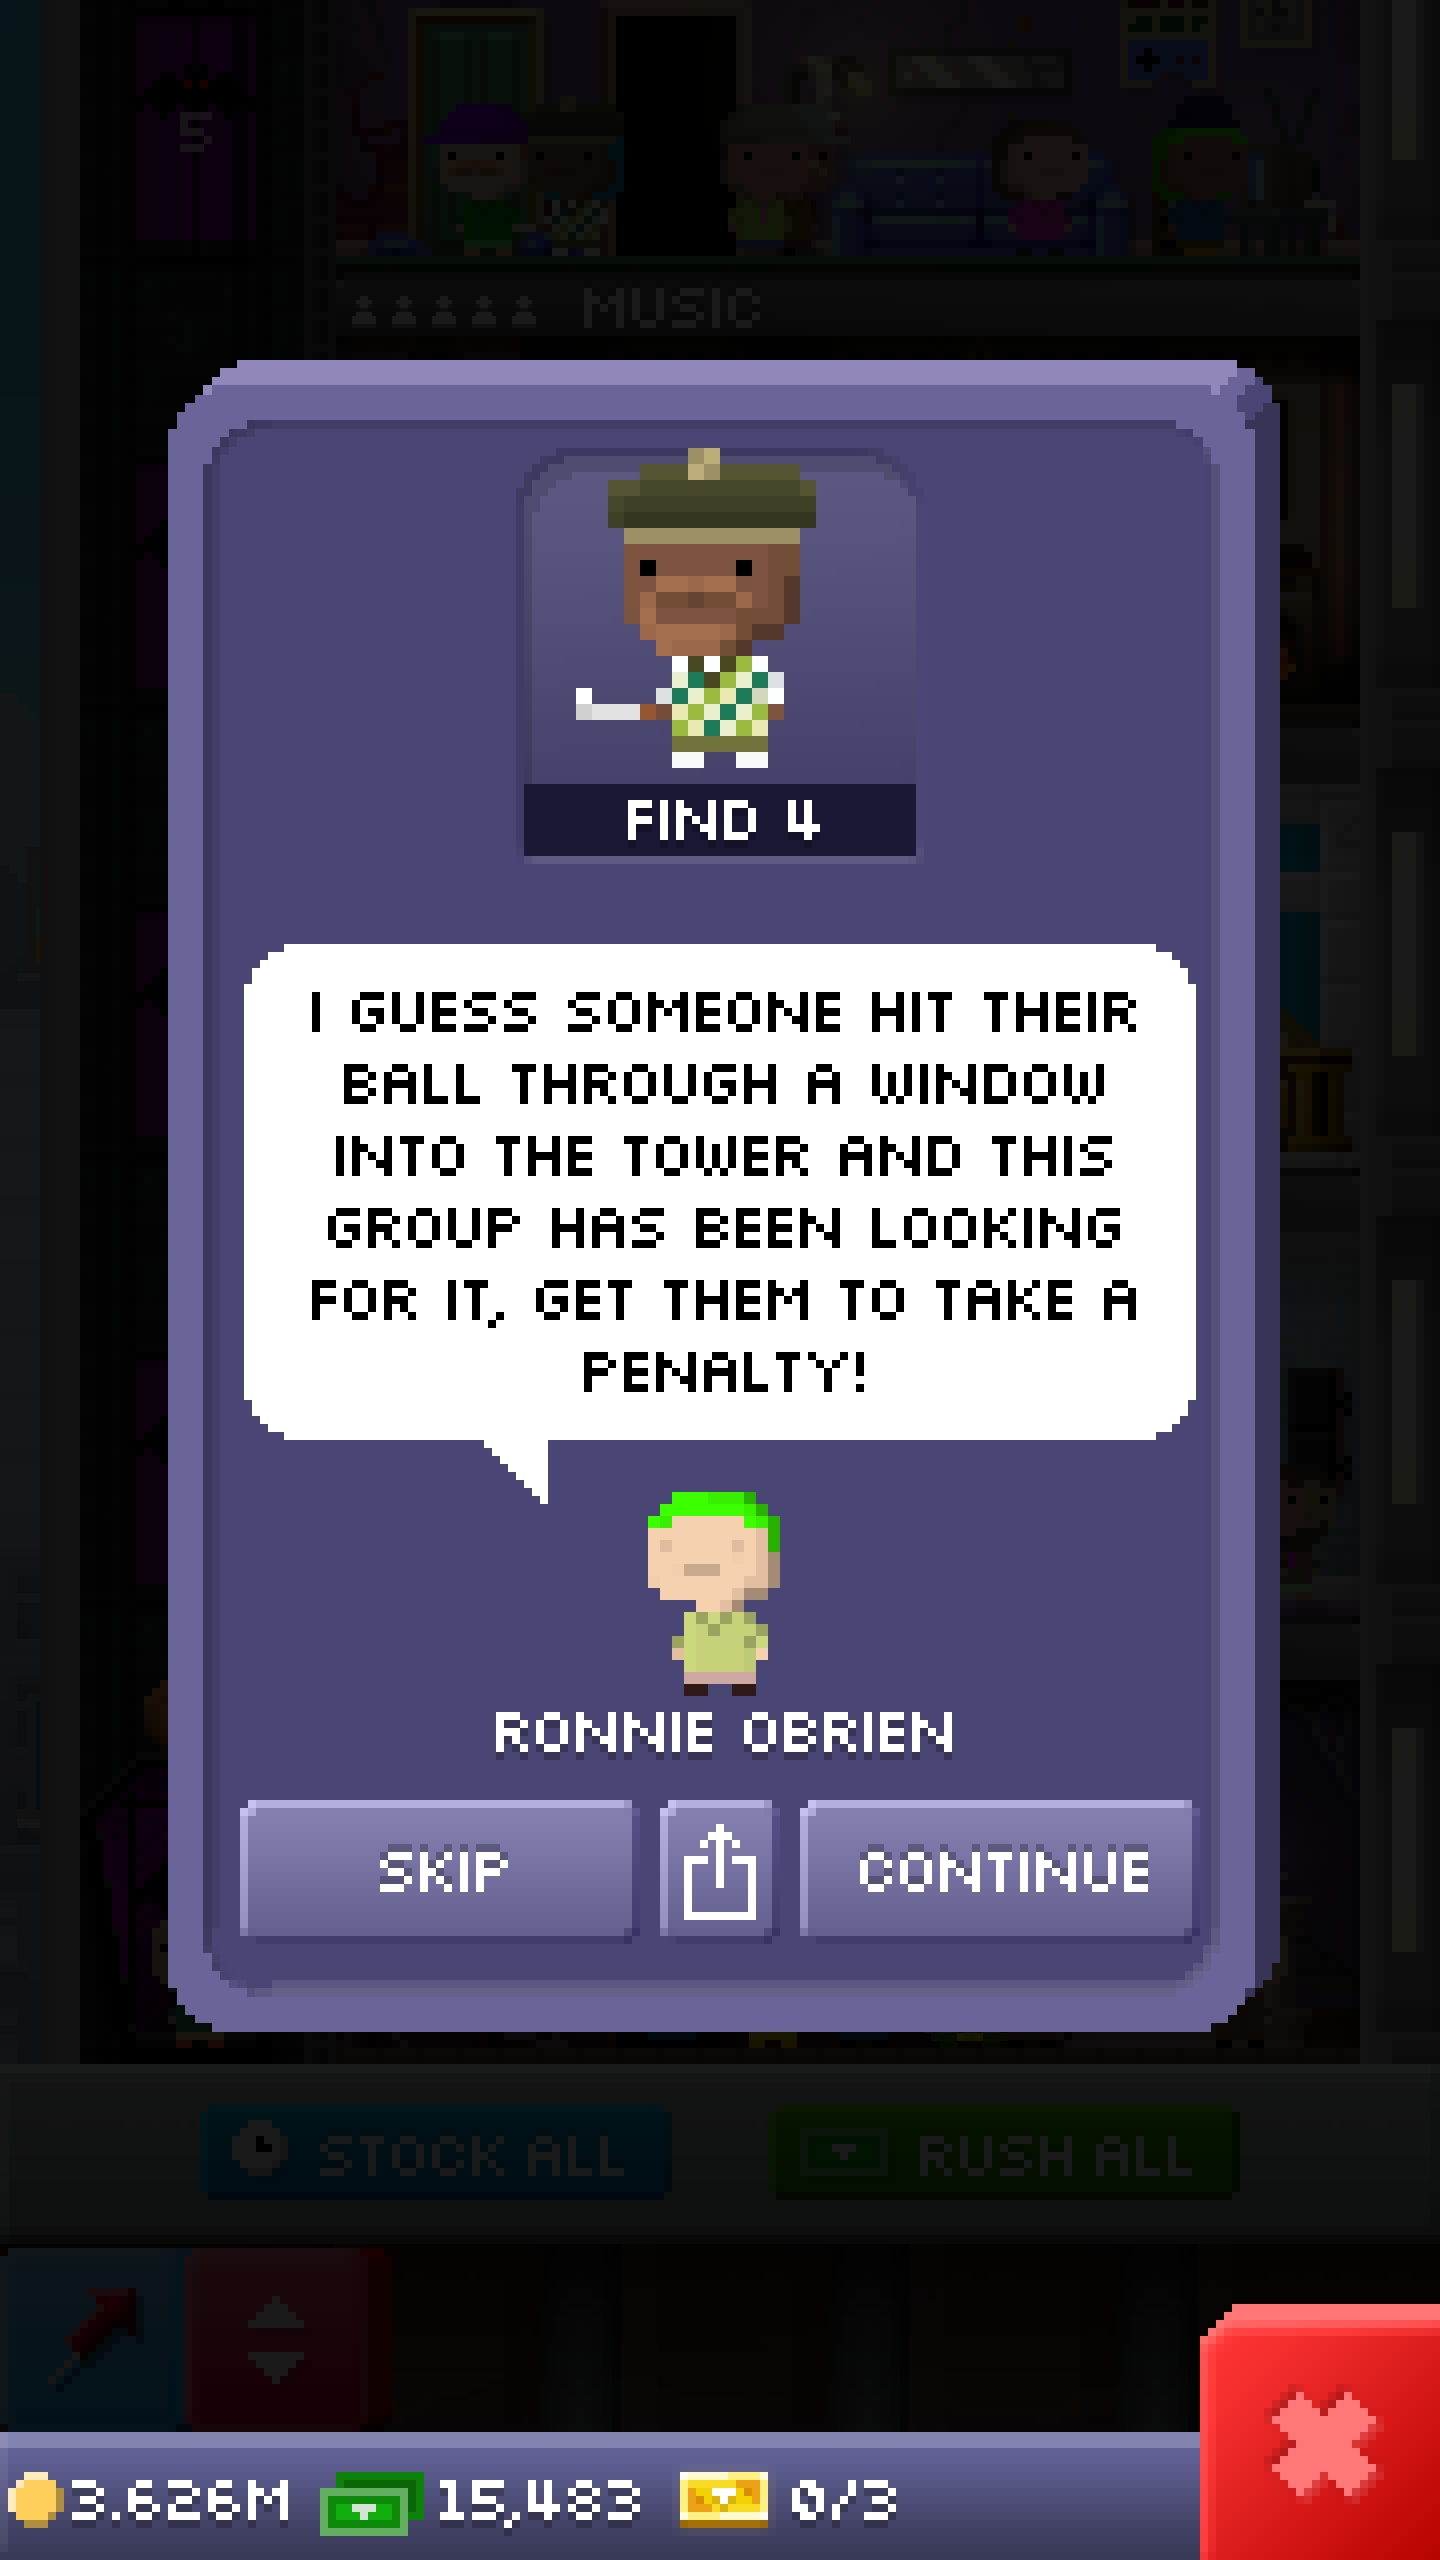 5
MUSIC
FIND 4
I GUESS SOMEONE HIT THEIR
BALL THROUGH A WINDOW
INTO THE TOWER AND THIS
GROUP HAS BEEN LOOKING
FOR IT, GET THEM TO TAKE A
PENALTY!
RONNIE OBRIEN
SKIP
CONTINUE
STOCK ALL
RUSH ALL
3.626M 15,483 0/3